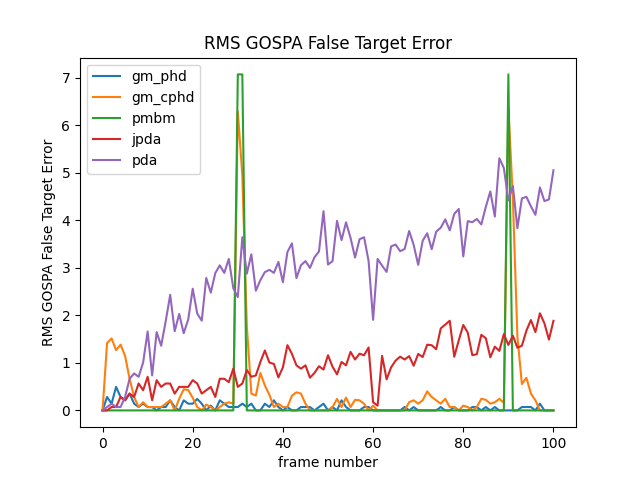 RMS GOSPA False Target Error
gm_phd
gm_cphd
pmbm
jpda
pda
RMS GOSPA False Target Error
7
6
5
4
3
2
1
0
0 20 40 60 80 100
frame number